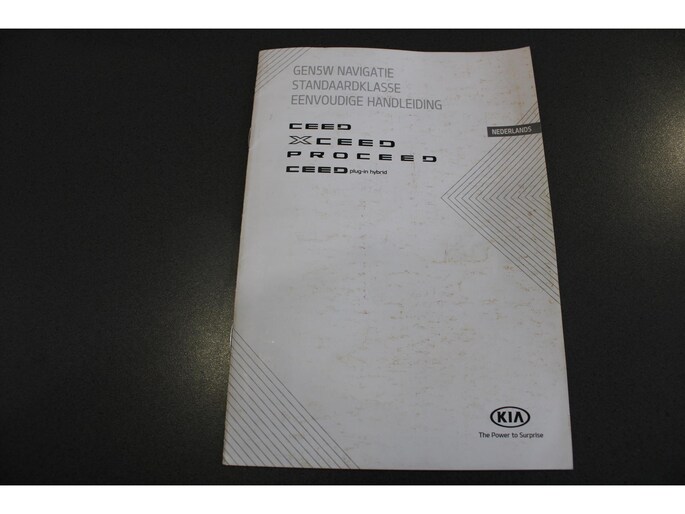 GEN5W NAVIGATIE
STANDAARDKLASSE
EENVOUDIGE HANDLEIDING
NEDERLANDS
CEED
XCEED
PROCEED
CEED plug-in hybrid
KIA
The Power to Surprise